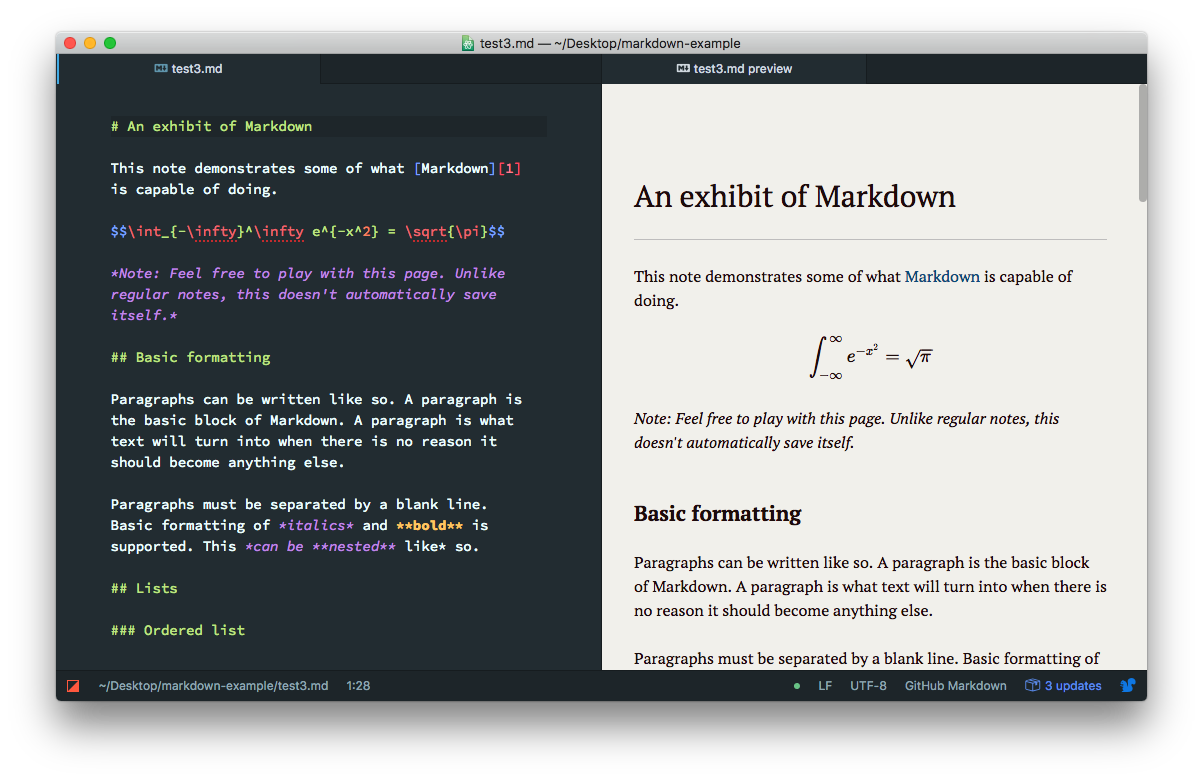 test3.md — ~/Desktop/markdown-example
test3.md
test3.md preview
# An exhibit of Markdown
This note demonstrates some of what [Markdown][1]
is capable of doing.
$$\int_{-\infty}^\infty e^{-x^2} = \sqrt{\pi}$$
*Note: Feel free to play with this page. Unlike
regular notes, this doesn't automatically save
itself.*
## Basic formatting
Paragraphs can be written like so. A paragraph is
the basic block of Markdown. A paragraph is what
text will turn into when there is no reason it
should become anything else.
Paragraphs must be separated by a blank line.
Basic formatting of *italics* and **bold** is
supported. This *can be **nested** like* so.
## Lists
### Ordered list
An exhibit of Markdown
This note demonstrates some of what Markdown is capable of
doing.
∫_{-∞}^{∞} e^{-x^2} = √π
Note: Feel free to play with this page. Unlike regular notes, this
doesn't automatically save itself.
Basic formatting
Paragraphs can be written like so. A paragraph is the basic block
of Markdown. A paragraph is what text will turn into when there is
no reason it should become anything else.
Paragraphs must be separated by a blank line. Basic formatting of
~/Desktop/markdown-example/test3.md 1:28
LF UTF-8 GitHub Markdown 3 updates